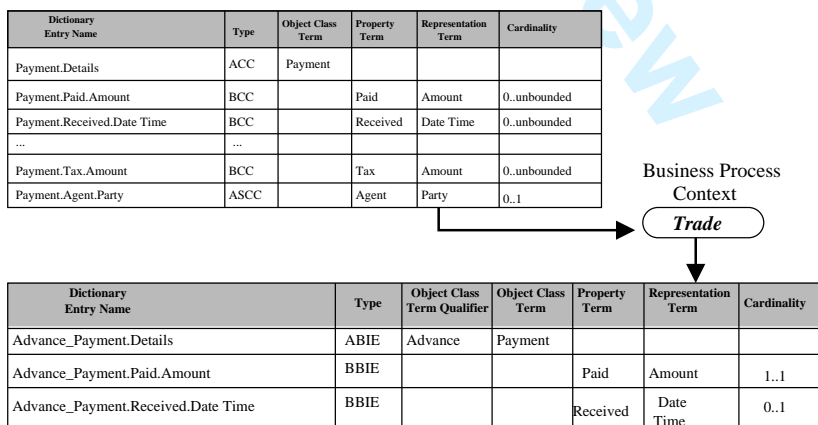 Dictionary Entry Name Type Object Class Term Property Term Representation Term Cardinality
Payment.Details ACC Payment
Payment.Paid.Amount BCC Paid Amount 0..unbounded
Payment.Received.Date Time BCC Received Date Time 0..unbounded
... ...
Payment.Tax.Amount BCC Tax Amount 0..unbounded
Payment.Agent.Party ASCC Agent Party 0..1
Business Process
Context
Trade
Dictionary Entry Name Type Object Class Term Qualifier Object Class Term Property Term Representation Term Cardinality
Advance_Payment.Details ABIE Advance Payment
Advance_Payment.Paid.Amount BBIE Paid Amount 1..1
Advance_Payment.Received.Date Time BBIE Received Date Time 0..1